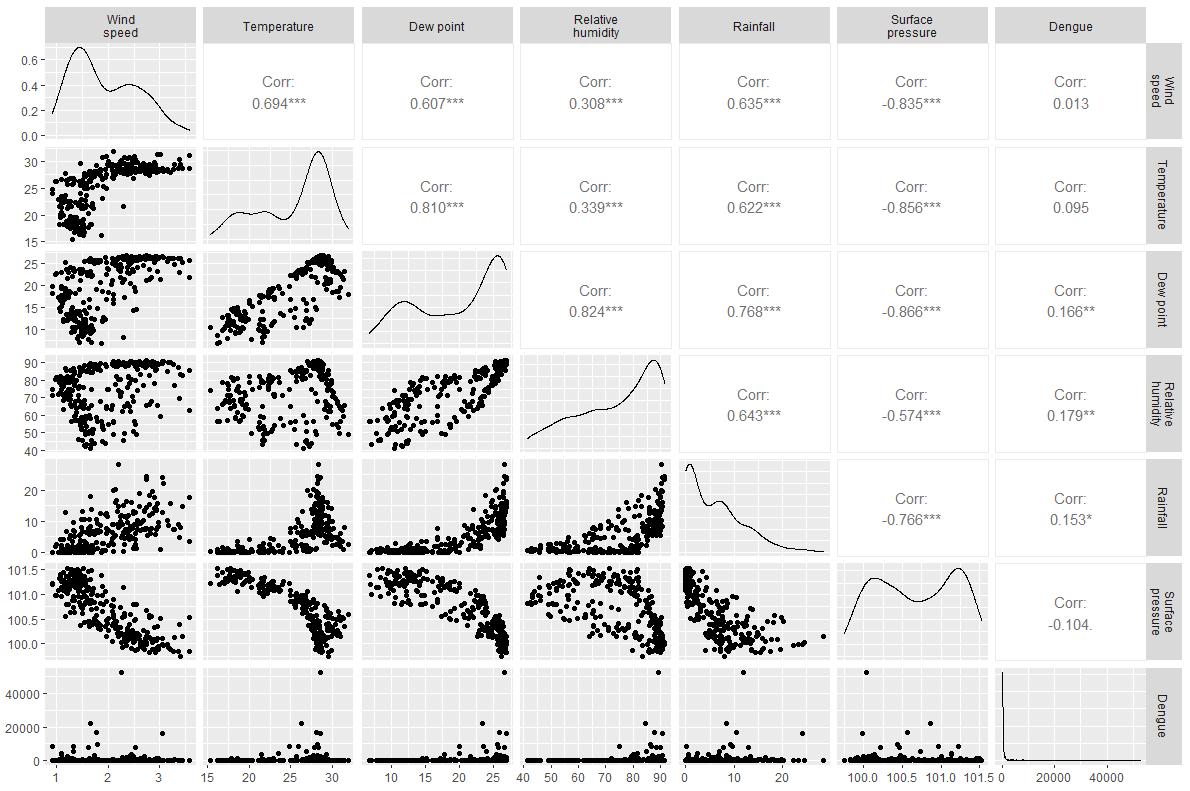 Wind
speed
Temperature
Dew point
Relative
humidity
Rainfall
Surface
pressure
Dengue
0.6
0.4
0.2
0.0
Corr:
0.694***
Corr:
0.607***
Corr:
0.308***
Corr:
0.635***
Corr:
-0.835***
Corr:
0.013
Wind
speed
30
25
20
15
Corr:
0.810***
Corr:
0.339***
Corr:
0.622***
Corr:
-0.856***
Corr:
0.095
Termperature
25
20
15
10
Corr:
0.824***
Corr:
0.768***
Corr:
-0.866***
Corr:
0.166**
Dew point
90
80
70
60
50
40
Corr:
0.643***
Corr:
-0.574***
Corr:
0.179**
Relative
humidity
20
10
0
Corr:
-0.766***
Corr:
0.153*
Rainfall
101.5
101.0
100.5
100.0
Corr:
-0.104.
Surface
pressure
40000
20000
0
Dengue
1 2 3
15 20 25 30
10 15 20 25
40 50 60 70 80 90
0 10 20
100.0 100.5 101.0 101.5
0 20000 40000